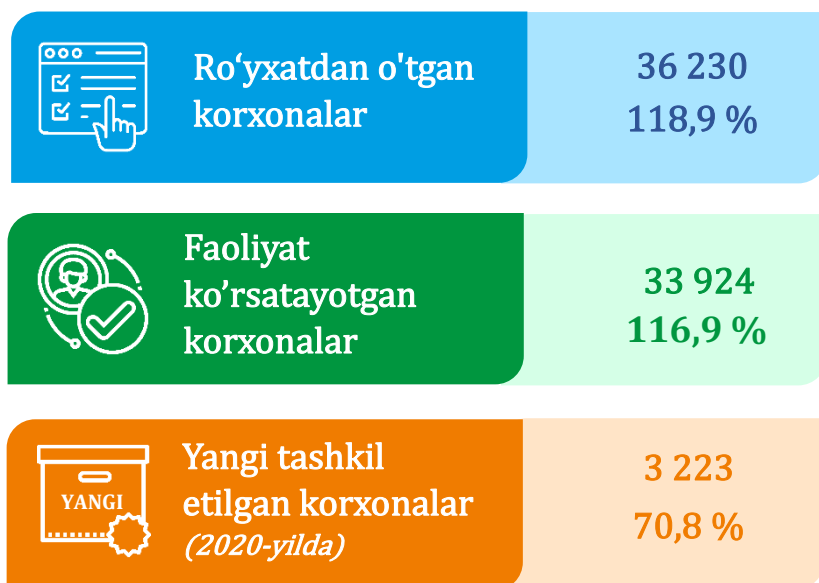 Ro‘yxatdan o'tgan
korxonalar
36 230
118,9 %
Faoliyat
ko’rsatayotgan
korxonalar
33 924
116,9 %
YANGI
Yangi tashkil
etilgan korxonalar
(2020-yilda)
3 223
70,8 %